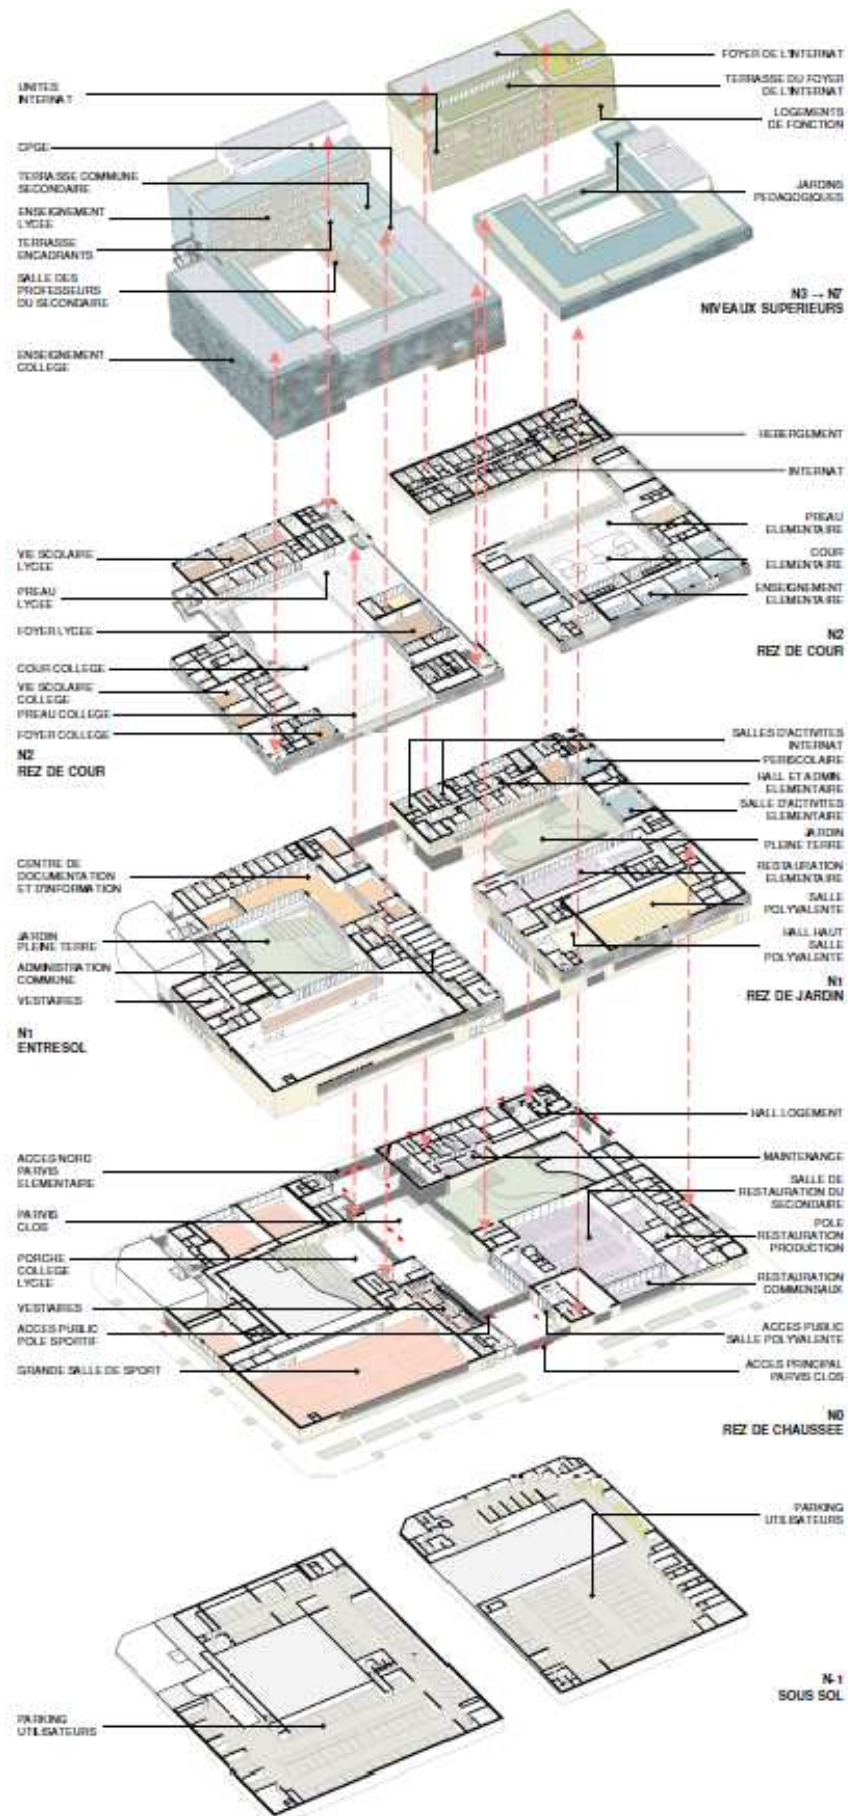 FOYER DE L'INTERNAT
TERRASSE DU FOYER
DE L'INTERNAT
LOGEMENTS
DE FONCTION
JARDINS
PEDAGOGIQUES
N3 → N7
NIVEAUX SUPERIEURS
UNITES
INTERNAT
CPGE
TERRASSE COMMUNE
SECONDAIRE
ENSEIGNEMENT
LYCEE
TERRASSE
ENCADRANTS
SALLE DES
PROFESSEURS
DU SECONDAIRE
ENSEIGNEMENT
COLLEGE
HEBERGEMENT
INTERNAT
PREAU
ELEMENTAIRE
COUR
ELEMENTAIRE
ENSEIGNEMENT
ELEMENTAIRE
N2
REZ DE COUR
VIE SCOLAIRE
LYCEE
PREAU
LYCEE
FOYER LYCEE
COUR COLLEGE
VIE SCOLAIRE
COLLEGE
PREAU COLLEGE
FOYER COLLEGE
N2
REZ DE COUR
SALLES D'ACTIVITES
INTERNAT
PERISCOLAIRE
HALL ET ADMIN.
ELEMENTAIRE
SALLE D'ACTIVITES
ELEMENTAIRE
JARDIN
PLEINE TERRE
RESTAURATION
ELEMENTAIRE
SALLE
POLYVALENTE
HALL HAUT
SALLE
POLYVALENTE
N1
REZ DE JARDIN
CENTRE DE
DOCUMENTATION
ET D'INFORMATION
JARDIN
PLEINE TERRE
ADMINISTRATION
COMMUNE
VESTIAIRES
N1
ENTRESOL
HALL LOGEMENT
MAINTENANCE
SALLE DE
RESTAURATION DU
SECONDAIRE
POLE
RESTAURATION
PRODUCTION
RESTAURATION
COMMENSAUX
ACCES PUBLIC
SALLE POLYVALENTE
ACCES PRINCIPAL
PARVIS CLOS
N0
REZ DE CHAUSSEE
ACCES NORD
PARVIS
ELEMENTAIRE
PARVIS
CLOS
PORCHE
COLLEGE
LYCEE
VESTIAIRES
ACCES PUBLIC
POLE SPORTIF
GRANDE SALLE DE SPORT
PARKING
UTILISATEURS
N-1
SOUS SOL
PARKING
UTILISATEURS